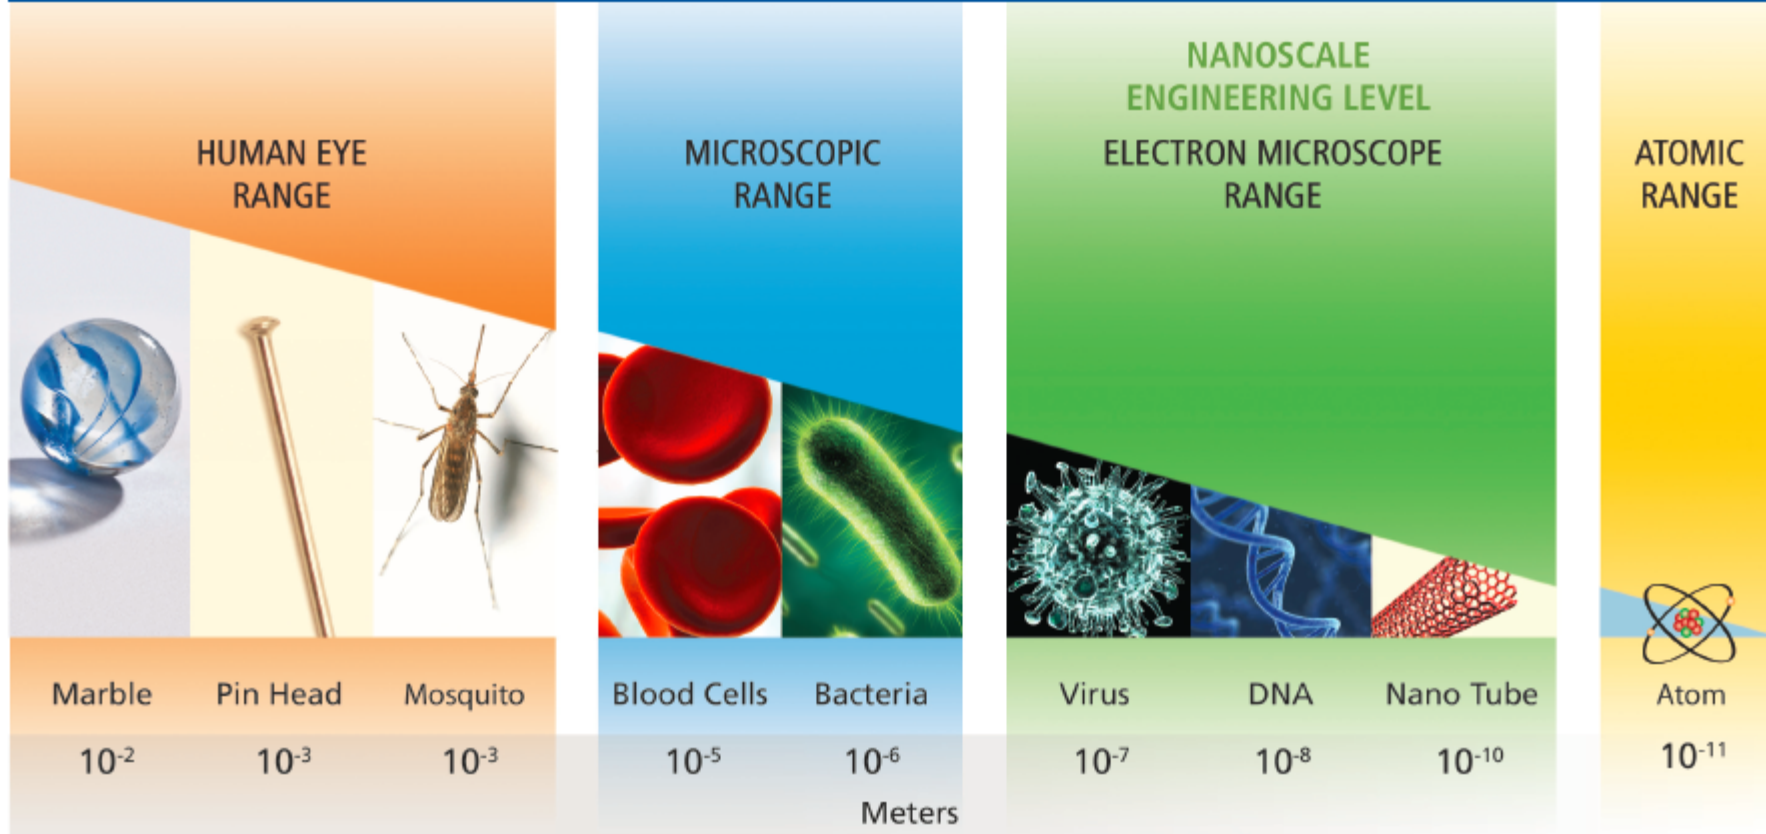 HUMAN EYE
RANGE
MICROSCOPIC
RANGE
NANOSCALE
ENGINEERING LEVEL
ELECTRON MICROSCOPE
RANGE
ATOMIC
RANGE
Marble
Pin Head
Mosquito
Blood Cells
Bacteria
Virus
DNA
Nano Tube
Atom
10⁻²
10⁻³
10⁻³
10⁻⁵
10⁻⁶
10⁻⁷
10⁻⁸
10⁻¹⁰
10⁻¹¹
Meters